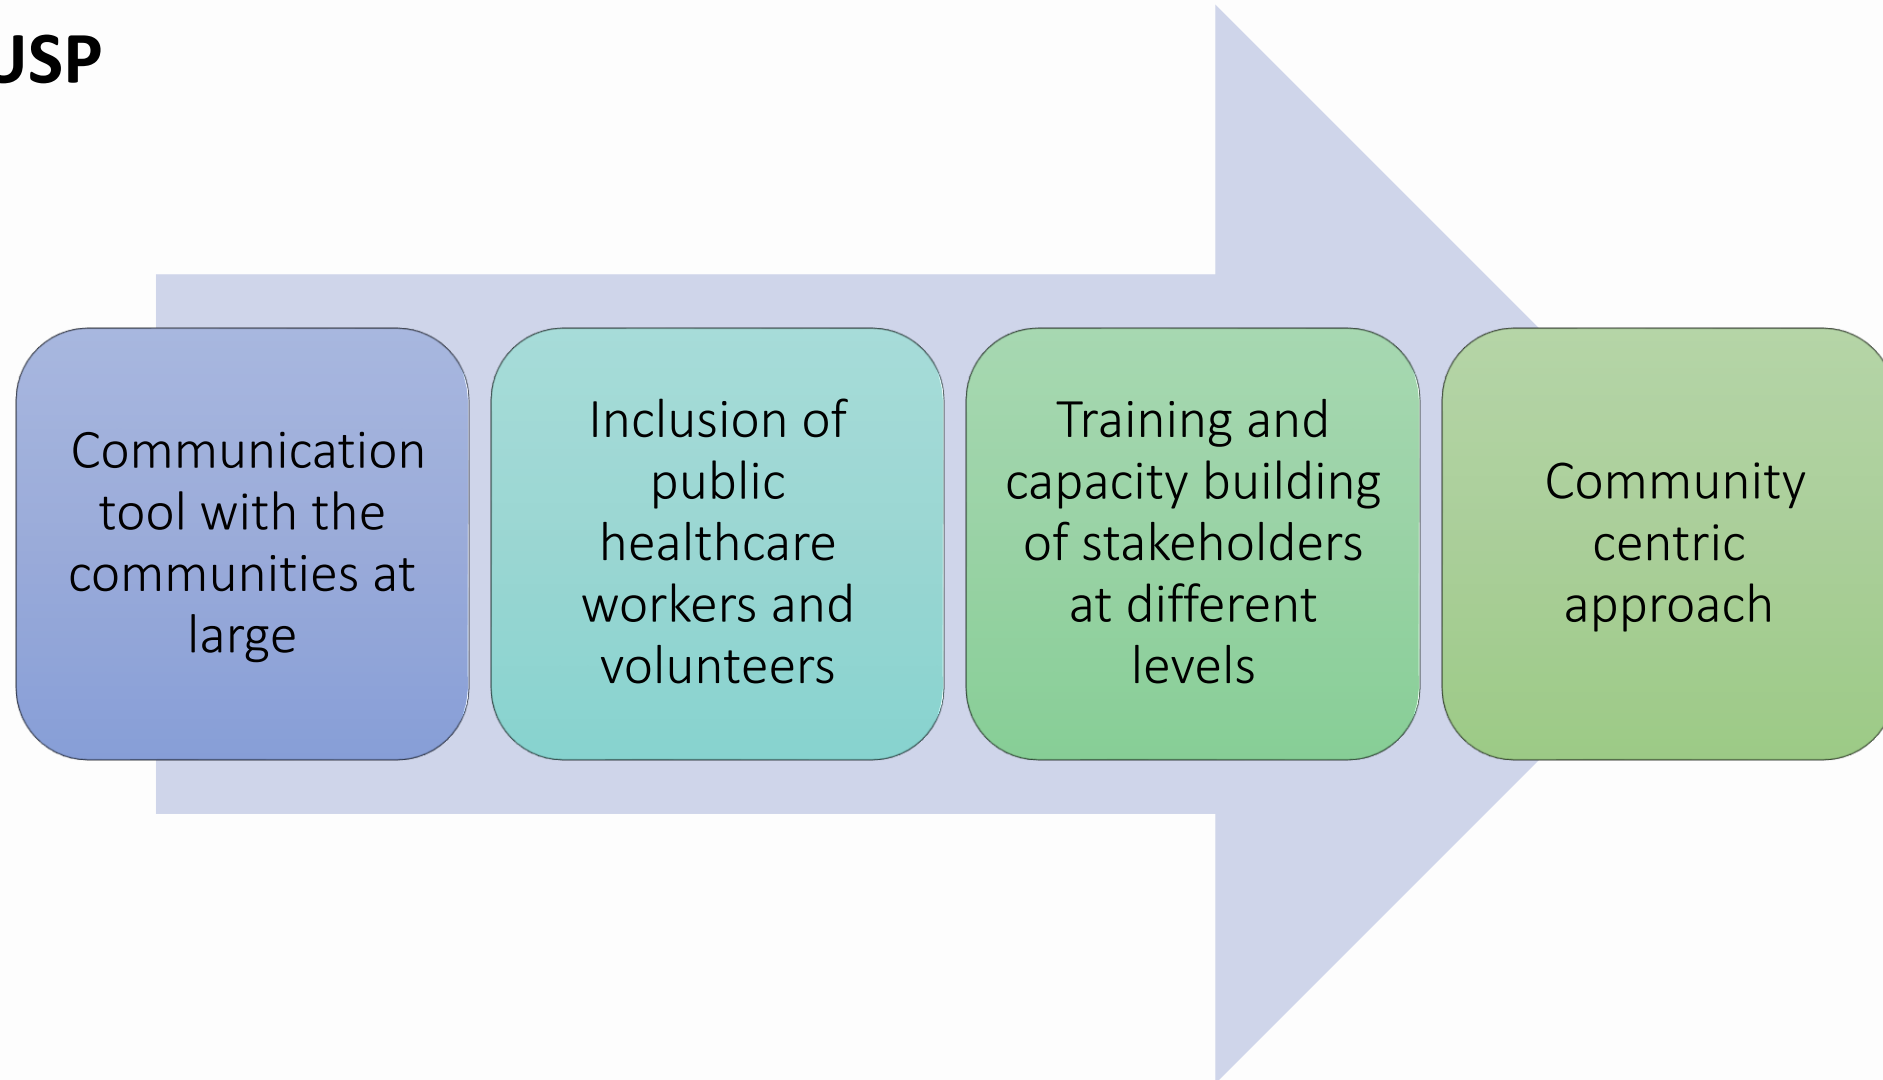 USP
Communication
tool with the
communities at
large
Inclusion of
public
healthcare
workers and
volunteers
Training and
capacity building
of stakeholders
at different
levels
Community
centric
approach